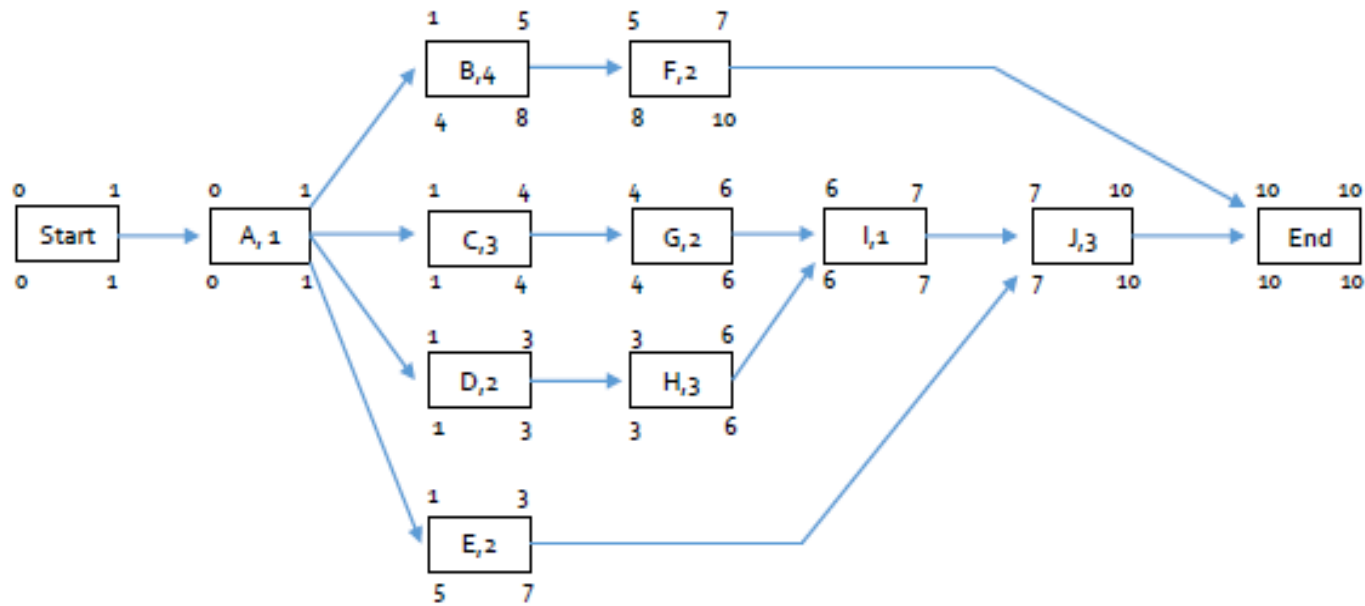 1 5 5 7
B,4 F,2
4 8 8 10
0 1 0 1 1 4 4 6 6 7 7 10 10 10
Start A, 1 C,3 G,2 I,1 J,3 End
0 1 0 1 1 4 4 6 6 7 7 10 10 10
1 3 3 6
D,2 H,3
1 3 3 6
1 3
E,2
5 7